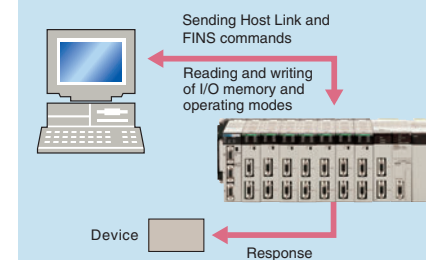 Sending Host Link and
FINS commands
Reading and writing
of I/O memory and
operating modes
Device
Response